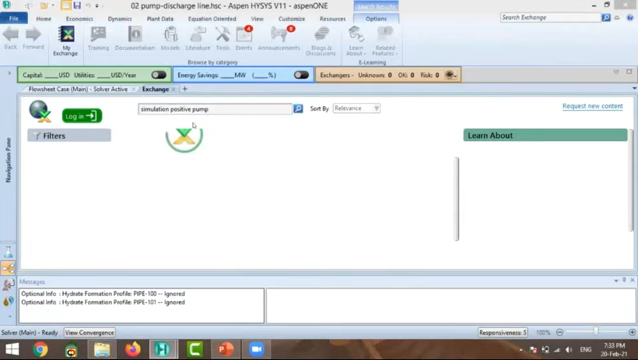 02 pump-discharge line.hsc - Aspen HYSYS V11 - aspenONE
Search Results
File Home Economics Dynamics Plant Data Equation Oriented View Customize Resources Options
Search Exchange
Back Forward My Exchange Training Documentation Models Literature Tools Events 4 Announcements 8 Blogs & Discussions Learn About Related Features
Browse by category E-Learning
Capital: ____USD Utilities: ____USD/Year Energy Savings: ____MW (____%) Exchangers - Unknown: 0 OK: 0 Risk: 0
Flowsheet Case (Main) - Solver Active Exchange +
Log in simulation positive pump Sort By Relevance Request new content
Filters Learn About
Navigation Pane
Messages
Optional Info : Hydrate Formation Profile: PIPE-100 -- Ignored
Optional Info : Hydrate Formation Profile: PIPE-101 -- Ignored
Solver (Main) - Ready View Convergence Responsiveness: 5 100%
7:33 PM
20-Feb-21